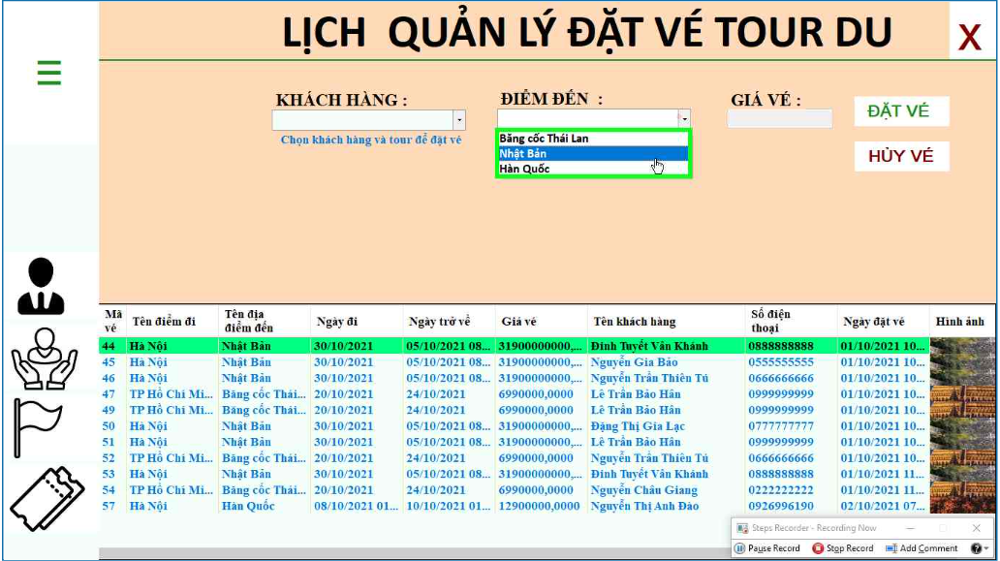 LỊCH QUẢN LÝ ĐẶT VÉ TOUR DU
X
KHÁCH HÀNG :
ĐIỂM ĐẾN :
GIÁ VÉ :
ĐẶT VÉ
Chọn khách hàng và tour để đặt vé
Băng cốc Thái Lan
Nhật Bản
Hàn Quốc
HỦY VÉ
Mã vé Tên điểm đi Tên địa điểm đến Ngày đi Ngày trở về Giá vé Tên khách hàng Số điện thoại Ngày đặt vé Hình ảnh
44 Hà Nội Nhật Bản 30/10/2021 05/10/2021 08... 31900000000,... Đinh Tuyết Vân Khánh 0888888888 01/10/2021 10...
45 Hà Nội Nhật Bản 30/10/2021 05/10/2021 08... 31900000000,... Nguyễn Gia Bảo 0555555555 01/10/2021 10...
46 Hà Nội Nhật Bản 30/10/2021 05/10/2021 08... 31900000000,... Nguyễn Trần Thiên Tú 0666666666 01/10/2021 10...
47 TP Hồ Chí Mi... Băng cốc Thái... 20/10/2021 24/10/2021 6990000,0000 Lê Trần Bảo Hân 0999999999 01/10/2021 10...
49 TP Hồ Chí Mi... Băng cốc Thái... 20/10/2021 24/10/2021 6990000,0000 Lê Trần Bảo Hân 0999999999 01/10/2021 10...
50 Hà Nội Nhật Bản 30/10/2021 05/10/2021 08... 31900000000,... Đặng Thị Gia Lạc 0777777777 01/10/2021 10...
51 Hà Nội Nhật Bản 30/10/2021 05/10/2021 08... 31900000000,... Lê Trần Bảo Hân 0999999999 01/10/2021 10...
52 TP Hồ Chí Mi... Băng cốc Thái... 20/10/2021 24/10/2021 6990000,0000 Nguyễn Trần Thiên Tú 0666666666 01/10/2021 10...
53 Hà Nội Nhật Bản 30/10/2021 05/10/2021 08... 31900000000,... Đinh Tuyết Vân Khánh 0888888888 01/10/2021 11...
54 TP Hồ Chí Mi... Băng cốc Thái... 20/10/2021 24/10/2021 6990000,0000 Nguyễn Châu Giang 0222222222 01/10/2021 11...
57 Hà Nội Hàn Quốc 08/10/2021 01... 10/10/2021 01... 12900000,0000 Nguyễn Thị Anh Đào 0926996190 02/10/2021 07...
Steps Recorder - Recording Now
Pause Record Stop Record Add Comment